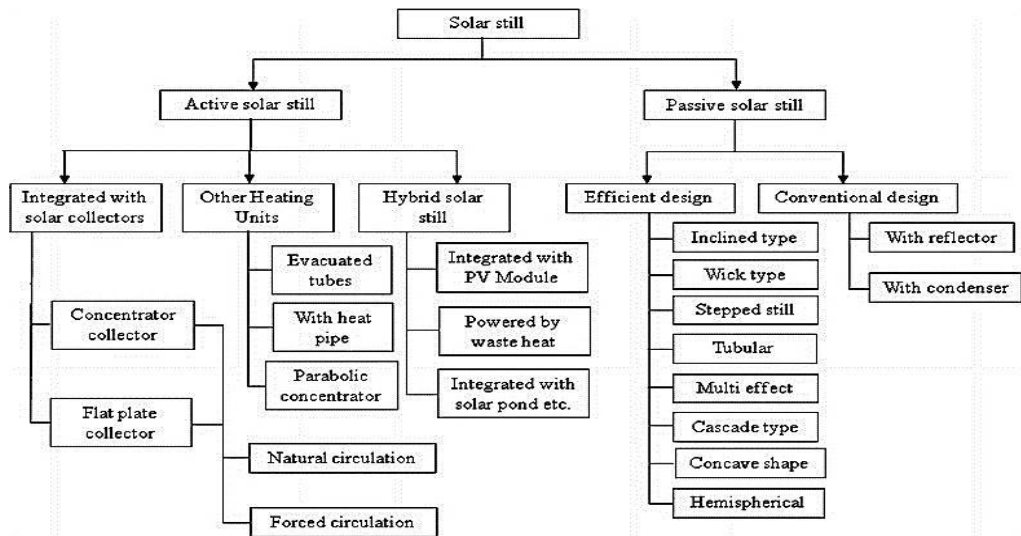 Solar still
Active solar still
Passive solar still
Integrated with
solar collectors
Other Heating
Units
Hybrid solar
still
Efficient design
Conventional design
Evacuated
tubes
With heat
pipe
Parabolic
concentrator
Integrated with
PV Module
Powered by
waste heat
Integrated with
solar pond etc.
Concentrator
collector
Flat plate
collector
Natural circulation
Forced circulation
Inclined type
Wick type
Stepped still
Tubular
Multi effect
Cascade type
Concave shape
Hemispherical
With reflector
With condenser